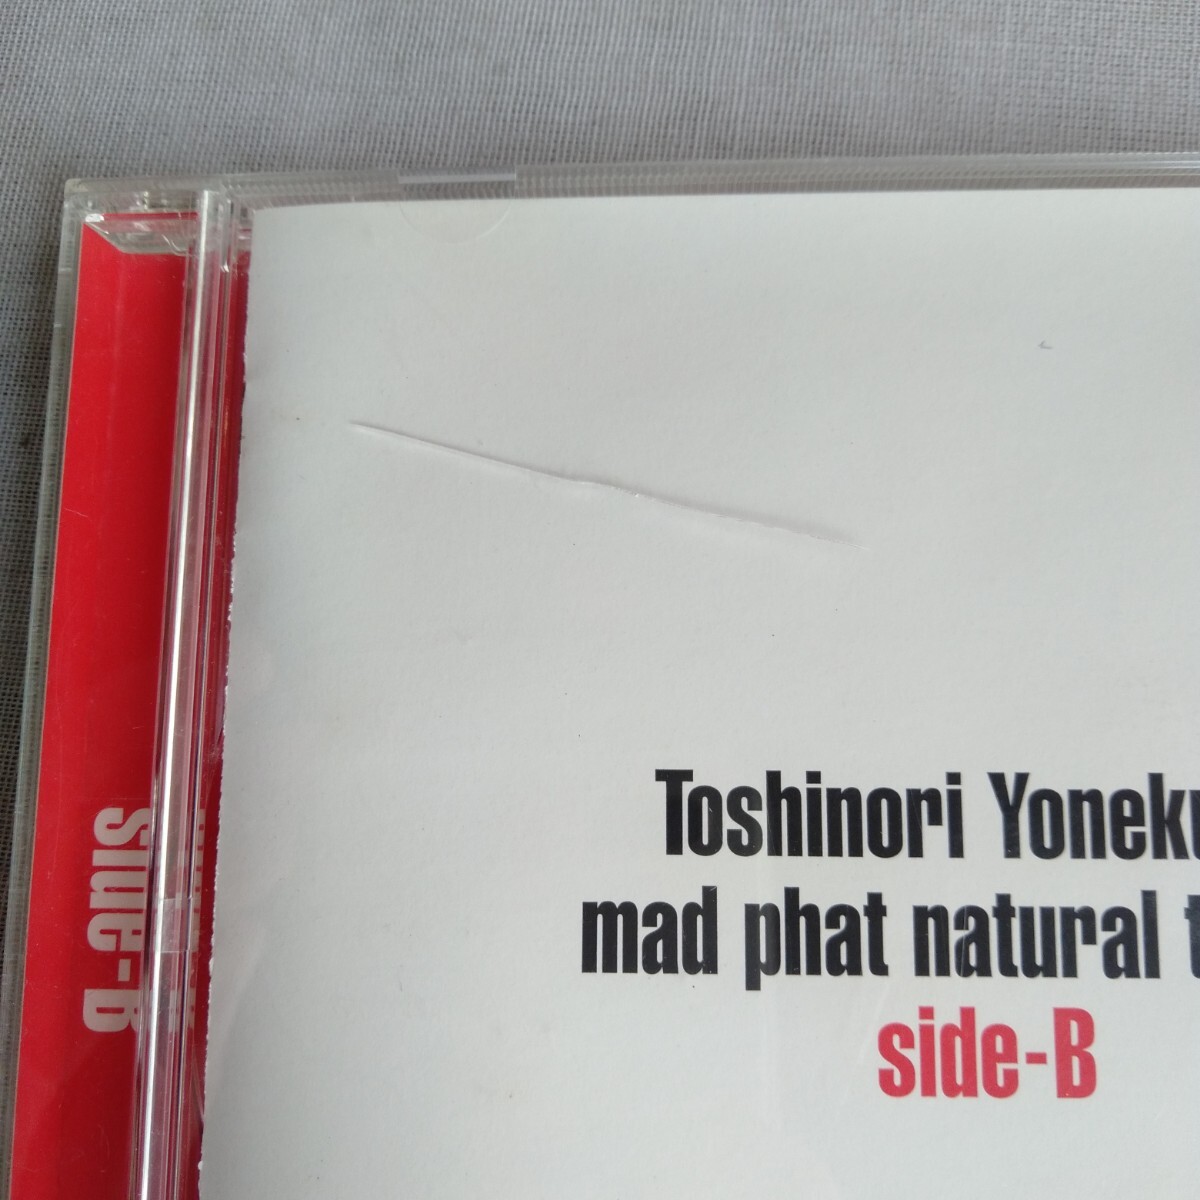 Toshinori Yoneku
mad phat natural t
side-B
side-B